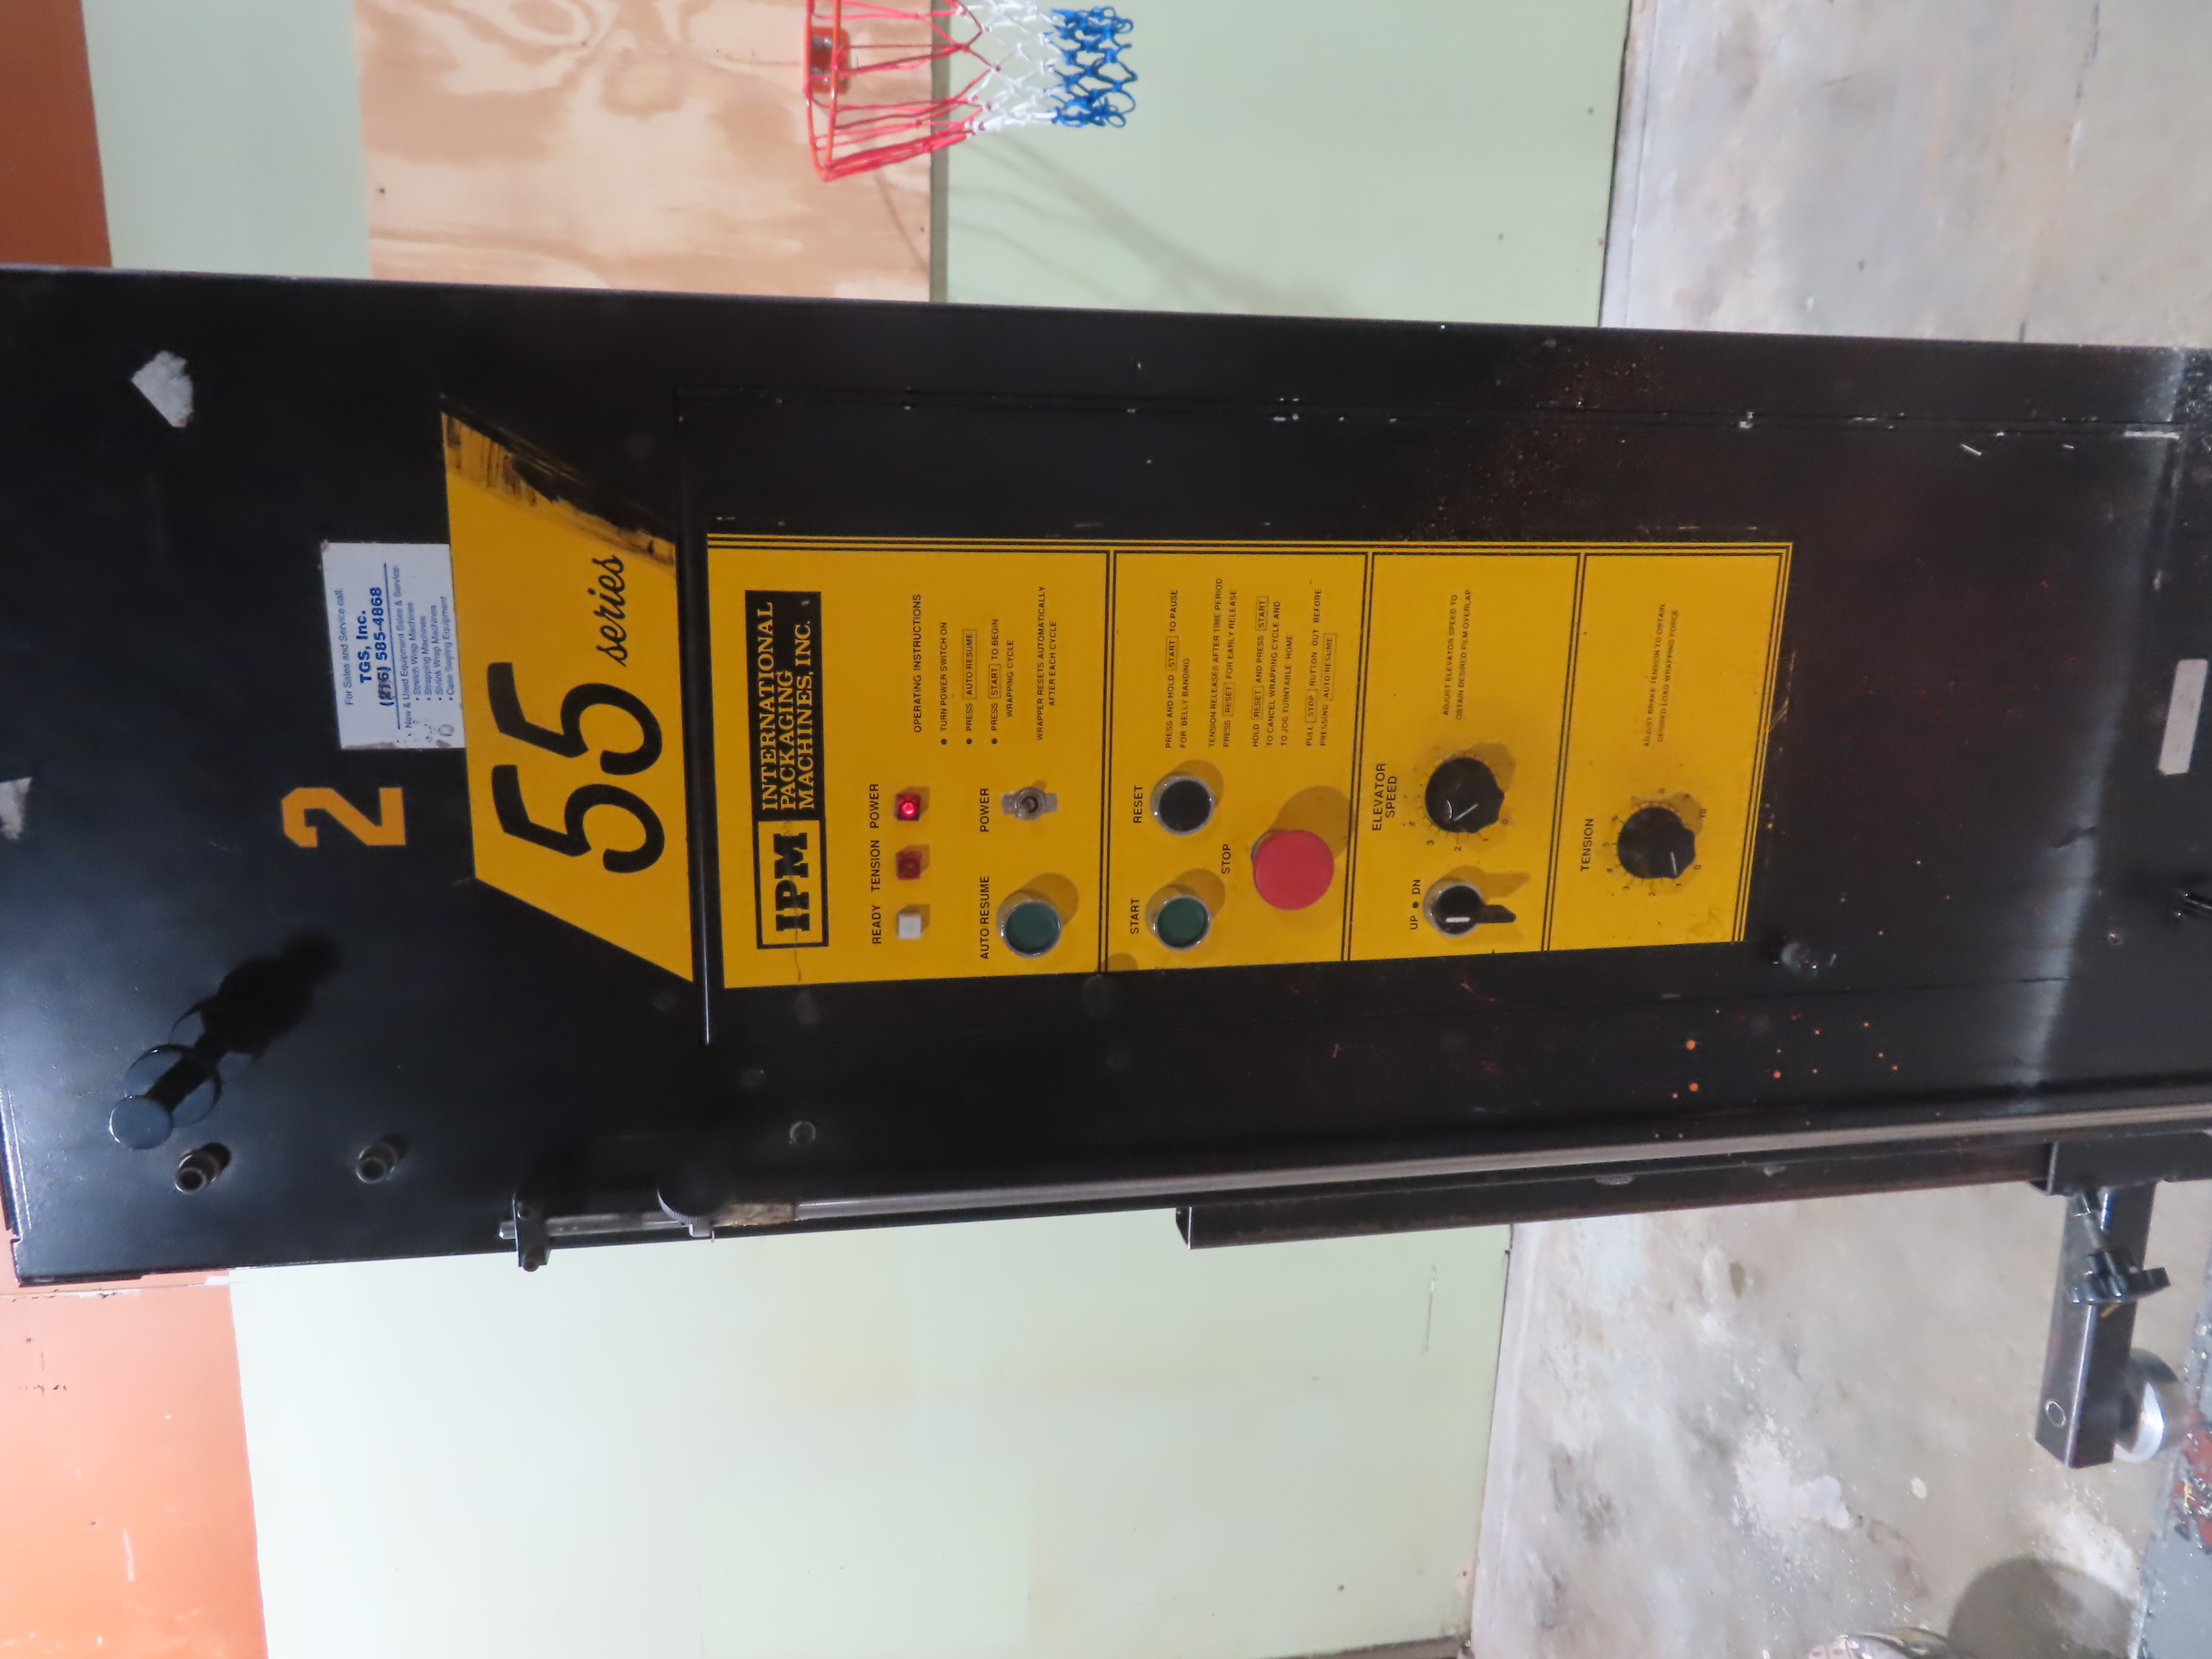 2
For Sales and Service call:
TGS, Inc.
(216) 585-4868
New & Used Equipment Sales & Service
• Stretch Wrap Machines
• Strapping Machines
• Shrink Wrap Machines
• Case Sealing Equipment
55 series
IPM
INTERNATIONAL
PACKAGING
MACHINES, INC.
READY TENSION POWER
OPERATING INSTRUCTIONS
• TURN POWER SWITCH ON
• PRESS AUTO RESUME
• PRESS START TO BEGIN
WRAPPING CYCLE
WRAPPER RESETS AUTOMATICALLY
AFTER EACH CYCLE
AUTO RESUME
POWER
START
RESET
STOP
PRESS AND HOLD START TO PAUSE
FOR BELLY BANDING
TENSION RELEASES AFTER TIME PERIOD
PRESS RESET FOR EARLY RELEASE
HOLD RESET AND PRESS START
TO CANCEL WRAPPING CYCLE AND
TO JOG TURNTABLE HOME
PULL STOP BUTTON OUT BEFORE
PRESSING AUTO RESUME
UP • DN
ELEVATOR
SPEED
ADJUST ELEVATOR SPEED TO
OBTAIN DESIRED FILM OVERLAP
TENSION
ADJUST BRAKE TENSION TO OBTAIN
DESIRED LOAD WRAPPING FORCE